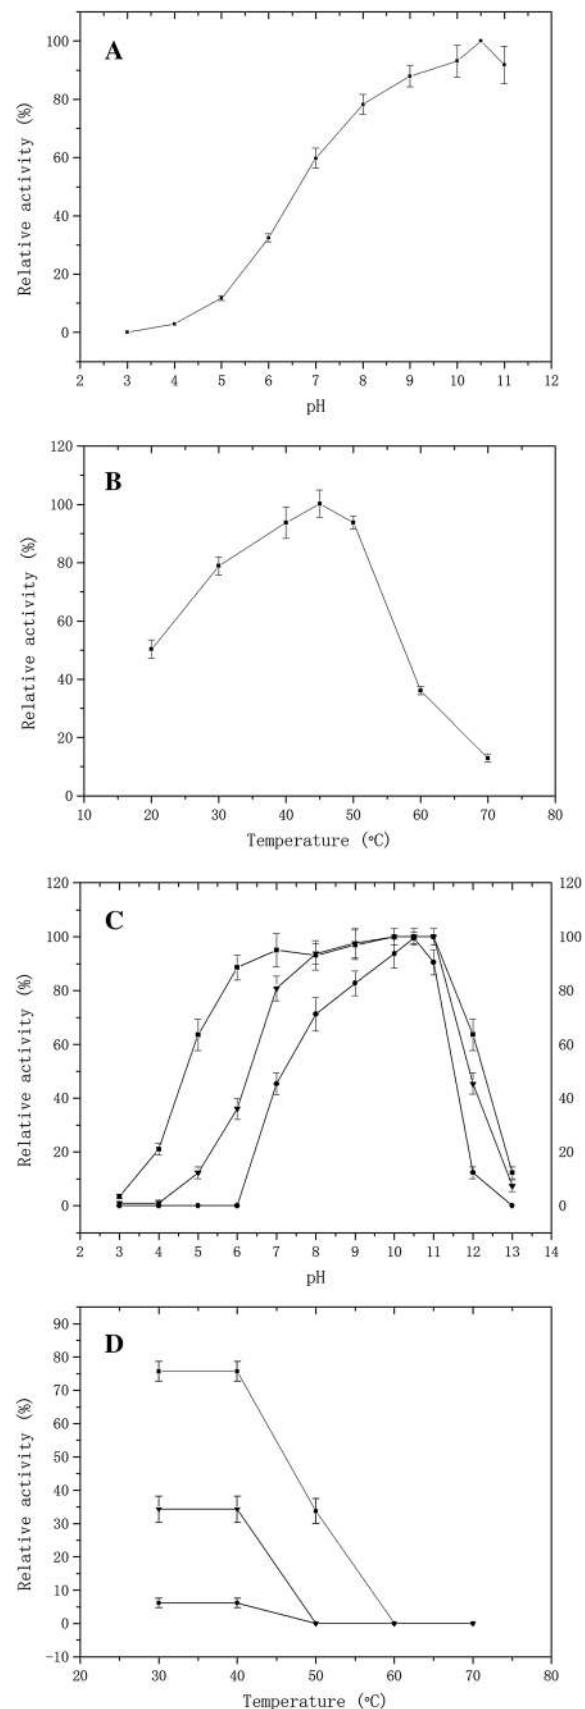 A
Relative activity (%)
100
80
60
40
20
0
2 3 4 5 6 7 8 9 10 11 12
pH
B
Relative activity (%)
120
100
80
60
40
20
0
10 20 30 40 50 60 70 80
Temperature (°C)
C
Relative activity (%)
120 120
100 100
80 80
60 60
40 40
20 20
0 0
2 3 4 5 6 7 8 9 10 11 12 13 14
pH
D
Relative activity (%)
90
80
70
60
50
40
30
20
10
0
-10
20 30 40 50 60 70 80
Temperature (°C)